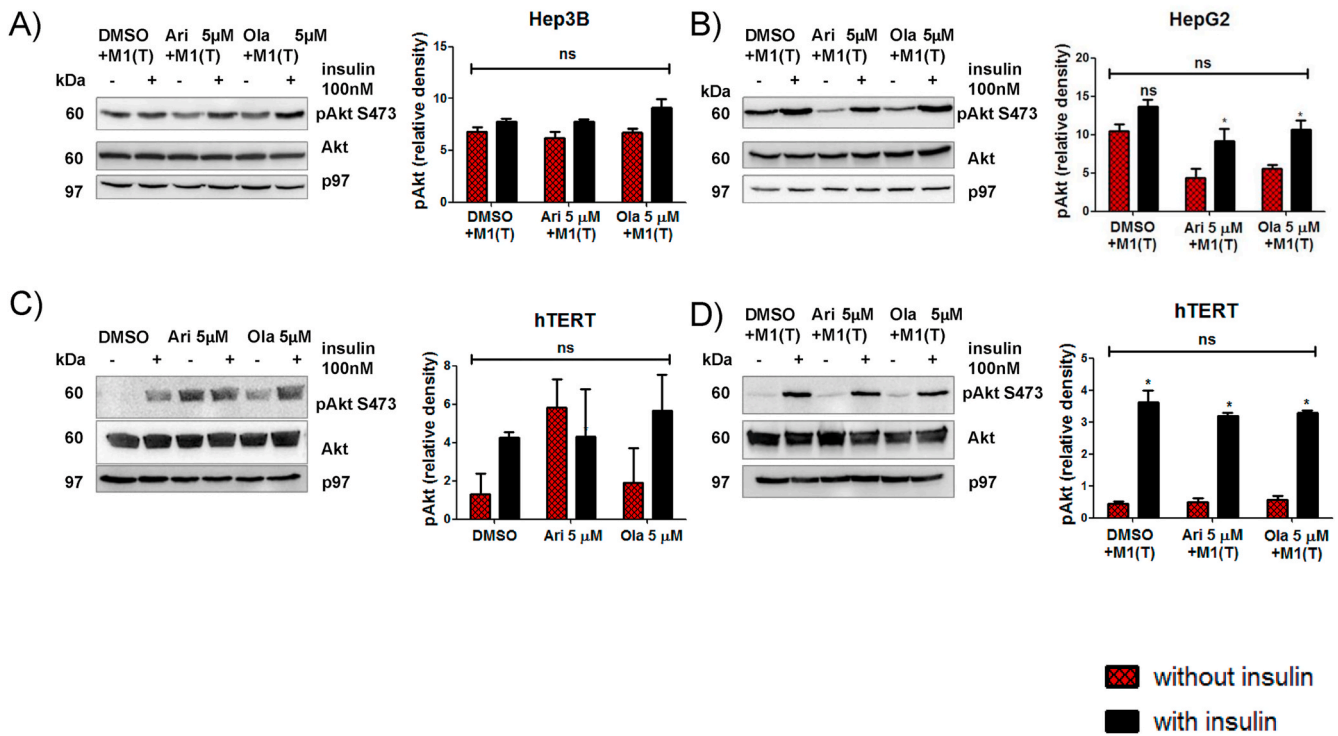 A)
DMSO Ari 5μM Ola 5μM
+M1(T) +M1(T) +M1(T)
- + - + - + insulin
100nM
kDa
60 pAkt S473
60 Akt
97 p97
Hep3B
ns
pAkt (relative density)
15
10
5
0
DMSO Ari 5 μM Ola 5 μM
+M1(T) +M1(T) +M1(T)
B)
DMSO Ari 5μM Ola 5μM
+M1(T) +M1(T) +M1(T)
- + - + - + insulin
100nM
kDa
60 pAkt S473
60 Akt
97 p97
HepG2
ns
ns
* *
pAkt (relative density)
20
15
10
5
0
DMSO Ari 5 μM Ola 5 μM
+M1(T) +M1(T) +M1(T)
C)
DMSO Ari 5μM Ola 5μM
kDa - + - + - + insulin
100nM
60 pAkt S473
60 Akt
97 p97
hTERT
ns
pAkt (relative density)
8
6
4
2
0
DMSO Ari 5 μM Ola 5 μM
D)
DMSO Ari 5μM Ola 5μM
+M1(T) +M1(T) +M1(T)
kDa - + - + - + insulin
100nM
60 pAkt S473
60 Akt
97 p97
hTERT
ns
* * *
pAkt (relative density)
5
4
3
2
1
0
DMSO Ari 5 μM Ola 5 μM
+M1(T) +M1(T) +M1(T)
without insulin
with insulin